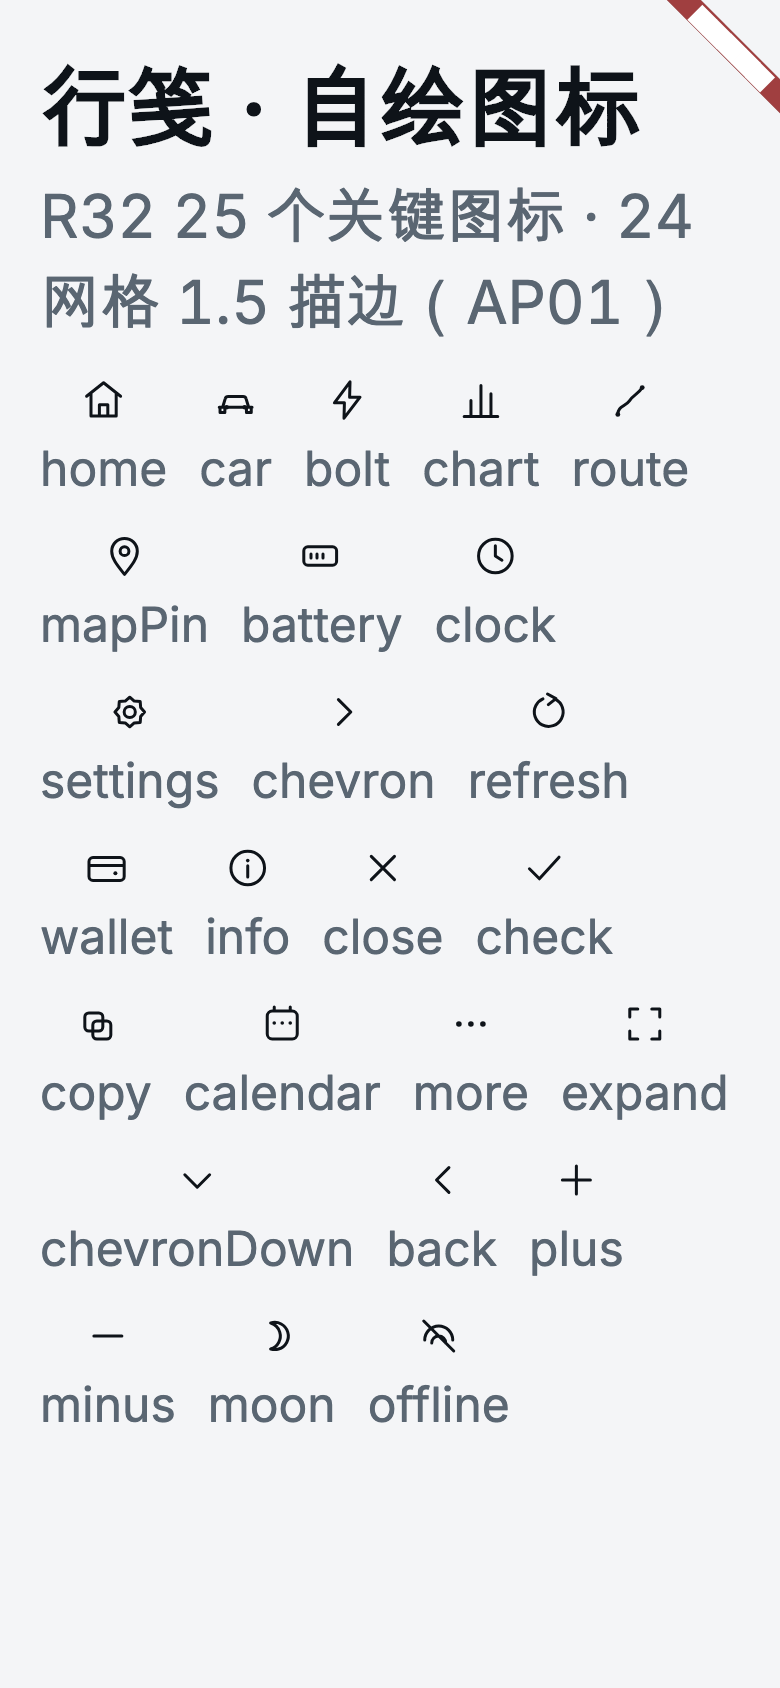 行笺 · 自绘图标
R32 25 个关键图标 · 24
网格 1.5 描边 ( AP01 )
home car bolt chart route
mapPin battery clock
settings chevron refresh
wallet info close check
copy calendar more expand
chevronDown back plus
minus moon offline